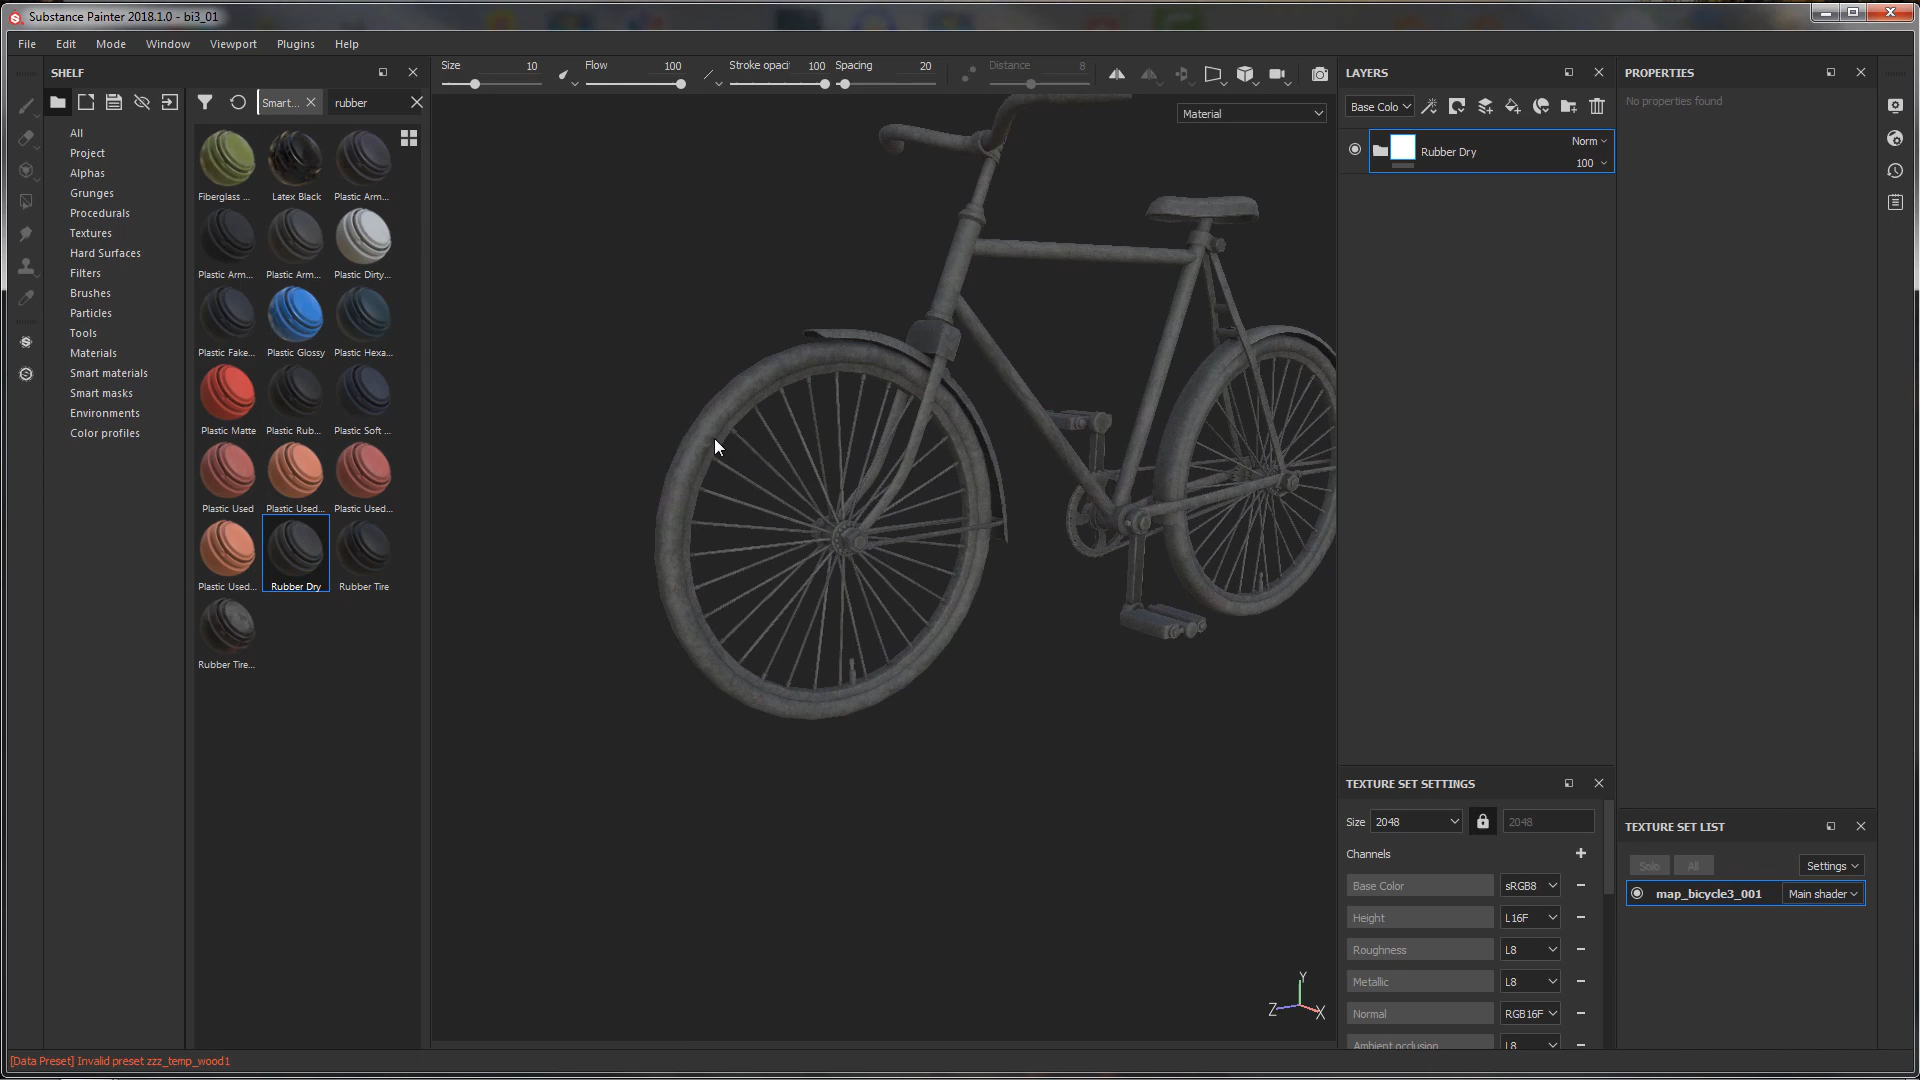 Substance Painter 2018.1.0 - bi3_01
File Edit Mode Window Viewport Plugins Help
SHELF
Smart... rubber
All
Project
Alphas
Grunges
Procedurals
Textures
Hard Surfaces
Filters
Brushes
Particles
Tools
Materials
Smart materials
Smart masks
Environments
Color profiles
Fiberglass ... Latex Black Plastic Arm...
Plastic Arm... Plastic Arm... Plastic Dirty...
Plastic Fake... Plastic Glossy Plastic Hexa...
Plastic Matte Plastic Rub... Plastic Soft ...
Plastic Used Plastic Used... Plastic Used...
Plastic Used... Rubber Dry Rubber Tire
Rubber Tire...
Size 10 Flow 100 Stroke opaci 100 Spacing 20 Distance 8
Material
Z Y X
LAYERS
Base Colo
Rubber Dry Norm
100
TEXTURE SET SETTINGS
Size 2048 2048
Channels
Base Color sRGB8
Height L16F
Roughness L8
Metallic L8
Normal RGB16F
Ambient occlusion L8
PROPERTIES
No properties found
TEXTURE SET LIST
Solo All Settings
map_bicycle3_001 Main shader
[Data Preset] Invalid preset zzz_temp_wood1